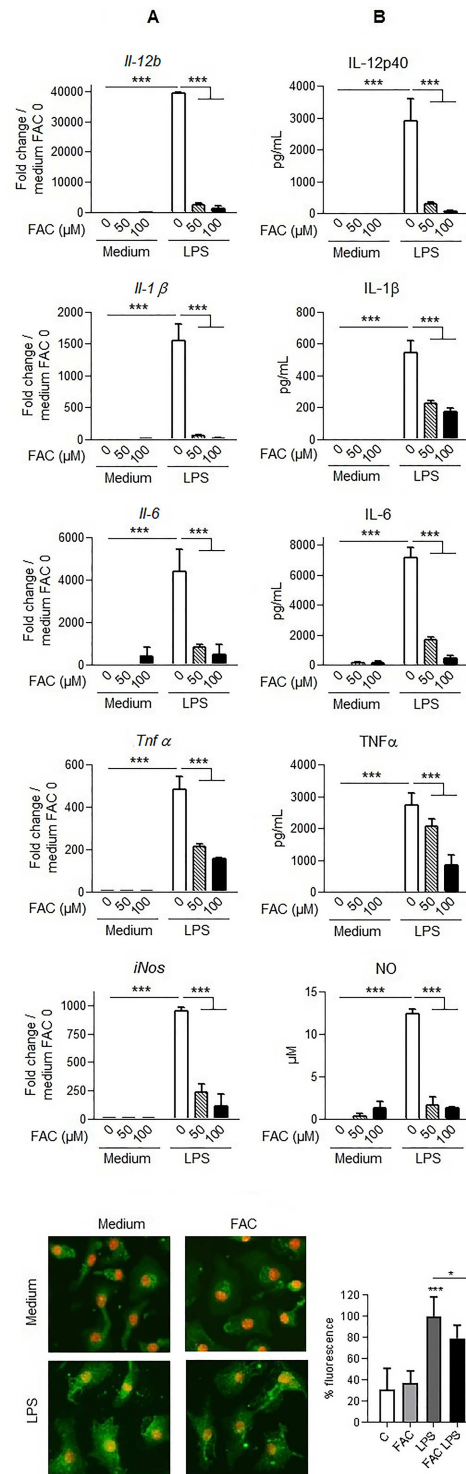 A B
Il-12b
*** ***
Fold change /
medium FAC 0
40000
30000
20000
10000
0
FAC (µM) 0 50 100 0 50 100
Medium LPS
IL-12p40
*** ***
pg/mL
4000
3000
2000
1000
0
FAC (µM) 0 50 100 0 50 100
Medium LPS
Il-1 β
*** ***
Fold change /
medium FAC 0
2000
1500
1000
500
0
FAC (µM) 0 50 100 0 50 100
Medium LPS
IL-1β
*** ***
pg/mL
800
600
400
200
0
FAC (µM) 0 50 100 0 50 100
Medium LPS
Il-6
*** ***
Fold change /
medium FAC 0
6000
4000
2000
0
FAC (µM) 0 50 100 0 50 100
Medium LPS
IL-6
*** ***
pg/mL
8000
6000
4000
2000
0
FAC (µM) 0 50 100 0 50 100
Medium LPS
Tnf α
*** ***
Fold change /
medium FAC 0
600
400
200
0
FAC (µM) 0 50 100 0 50 100
Medium LPS
TNFα
*** ***
pg/mL
4000
3000
2000
1000
0
FAC (µM) 0 50 100 0 50 100
Medium LPS
iNos
*** ***
Fold change /
medium FAC 0
1000
750
500
250
0
FAC (µM) 0 50 100 0 50 100
Medium LPS
NO
*** ***
µM
15
10
5
0
FAC (µM) 0 50 100 0 50 100
Medium LPS
Medium FAC
Medium
LPS
*
***
% fluorescence
120
100
80
60
40
20
0
C FAC LPS FAC LPS